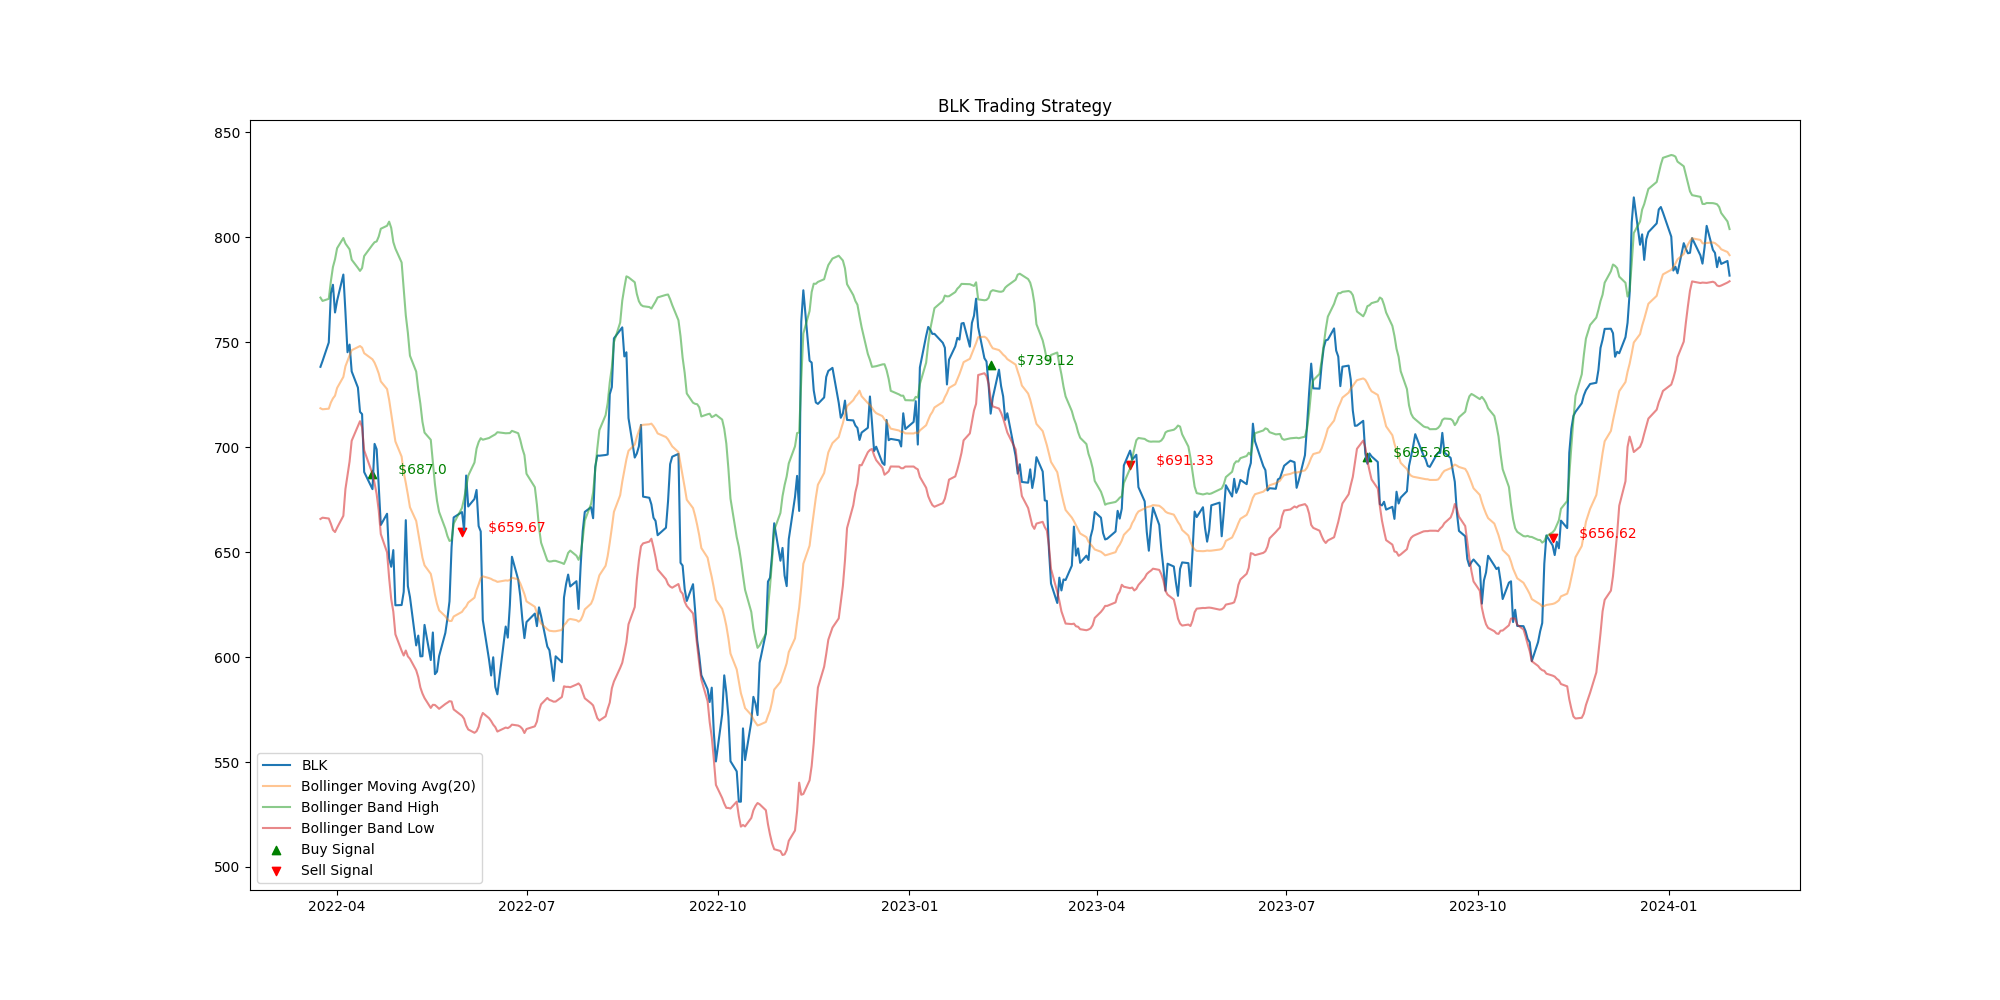 BLK Trading Strategy
850
800
750
700
650
600
550
500
$687.0
$659.67
$739.12
$691.33
$695.26
$656.62
BLK
Bollinger Moving Avg(20)
Bollinger Band High
Bollinger Band Low
Buy Signal
Sell Signal
2022-04 2022-07 2022-10 2023-01 2023-04 2023-07 2023-10 2024-01